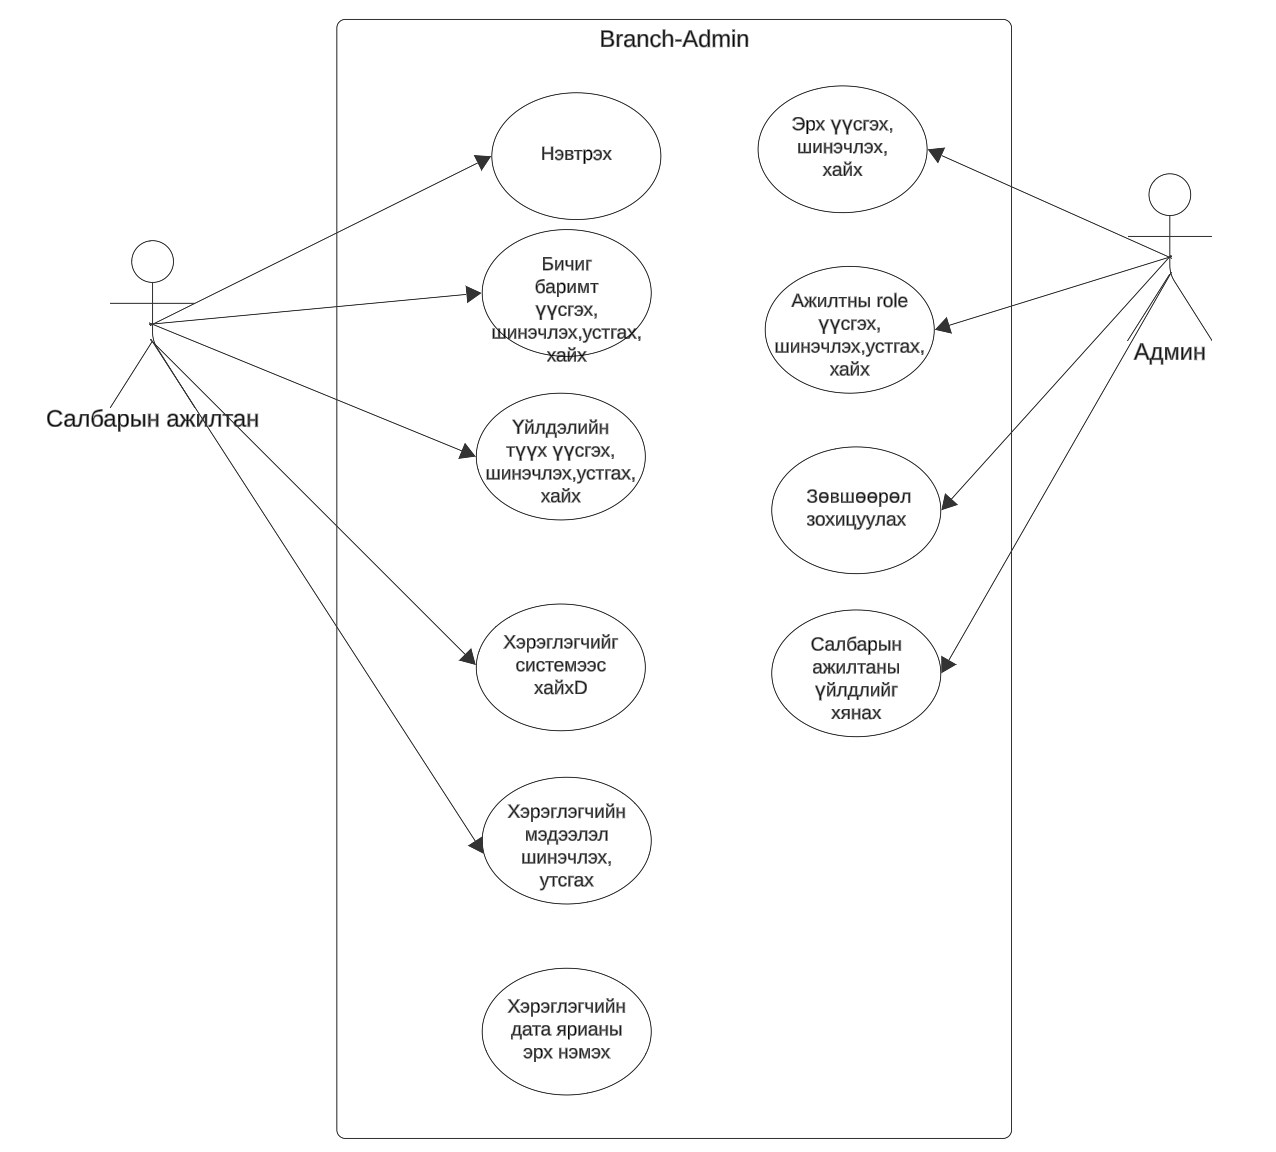 Branch-Admin
Нэвтрэх
Бичиг
баримт
үүсгэх,
шинэчлэх,устгах,
хайх
Үйлдэлийн
түүх үүсгэх,
шинэчлэх,устгах,
хайх
Хэрэглэгчийг
системээс
хайхD
Хэрэглэгчийн
мэдээлэл
шинэчлэх,
утсгах
Хэрэглэгчийн
дата ярианы
эрх нэмэх
Эрх үүсгэх,
шинэчлэх,
хайх
Ажилтны role
үүсгэх,
шинэчлэх,устгах,
хайх
Зөвшөөрөл
зохицуулах
Салбарын
ажилтаны
үйлдлийг
хянах
Салбарын ажилтан
Админ